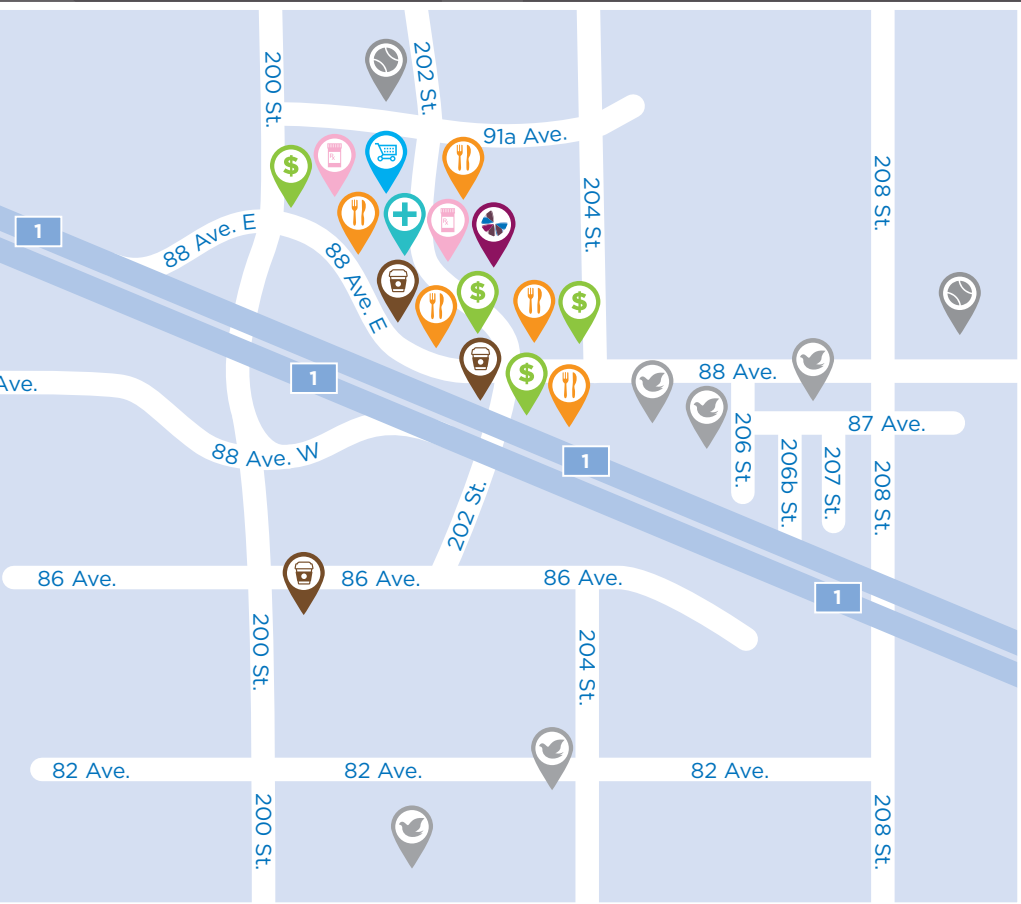 200 St.
202 St.
91a Ave.
$
208 St.
204 St.
1
88 Ave. E
88 Ave. E
$
$
1
Ave.
88 Ave.
$
87 Ave.
206 St.
206b St.
207 St.
208 St.
88 Ave. W
1
202 St.
86 Ave.
86 Ave.
86 Ave.
1
200 St.
204 St.
82 Ave.
82 Ave.
82 Ave.
200 St.
208 St.